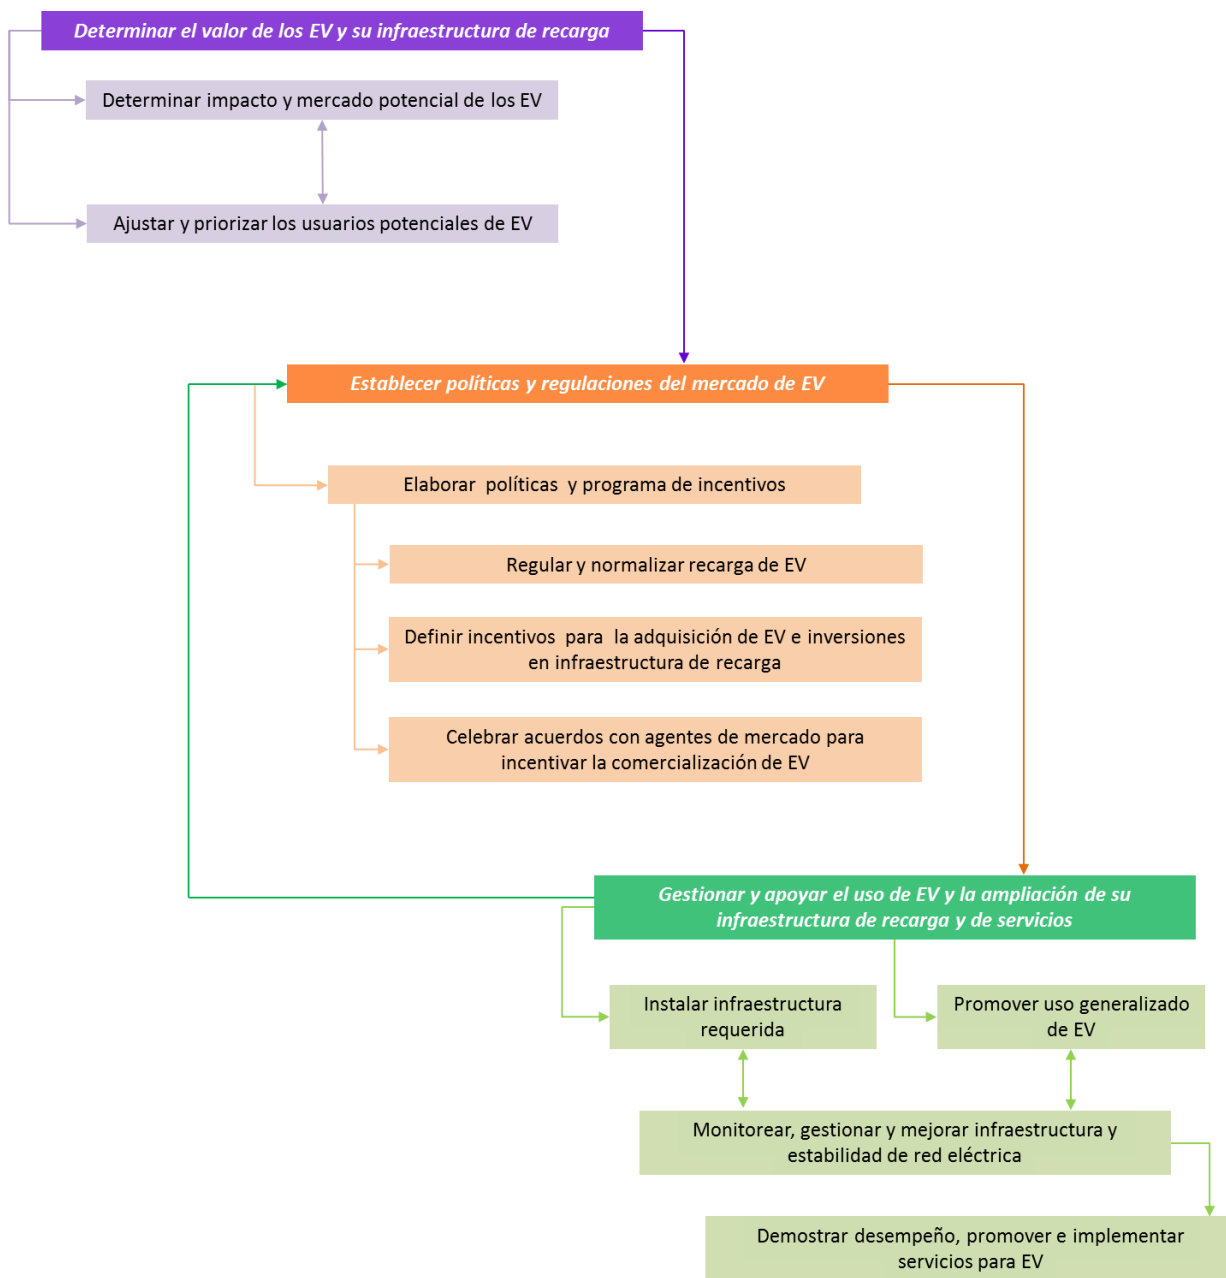 Determinar el valor de los EV y su infraestructura de recarga
Determinar impacto y mercado potencial de los EV
Ajustar y priorizar los usuarios potenciales de EV
Establecer políticas y regulaciones del mercado de EV
Elaborar políticas y programa de incentivos
Regular y normalizar recarga de EV
Definir incentivos para la adquisición de EV e inversiones
en infraestructura de recarga
Celebrar acuerdos con agentes de mercado para
incentivar la comercialización de EV
Gestionar y apoyar el uso de EV y la ampliación de su
infraestructura de recarga y de servicios
Instalar infraestructura
requerida
Promover uso generalizado
de EV
Monitorear, gestionar y mejorar infraestructura y
estabilidad de red eléctrica
Demostrar desempeño, promover e implementar
servicios para EV